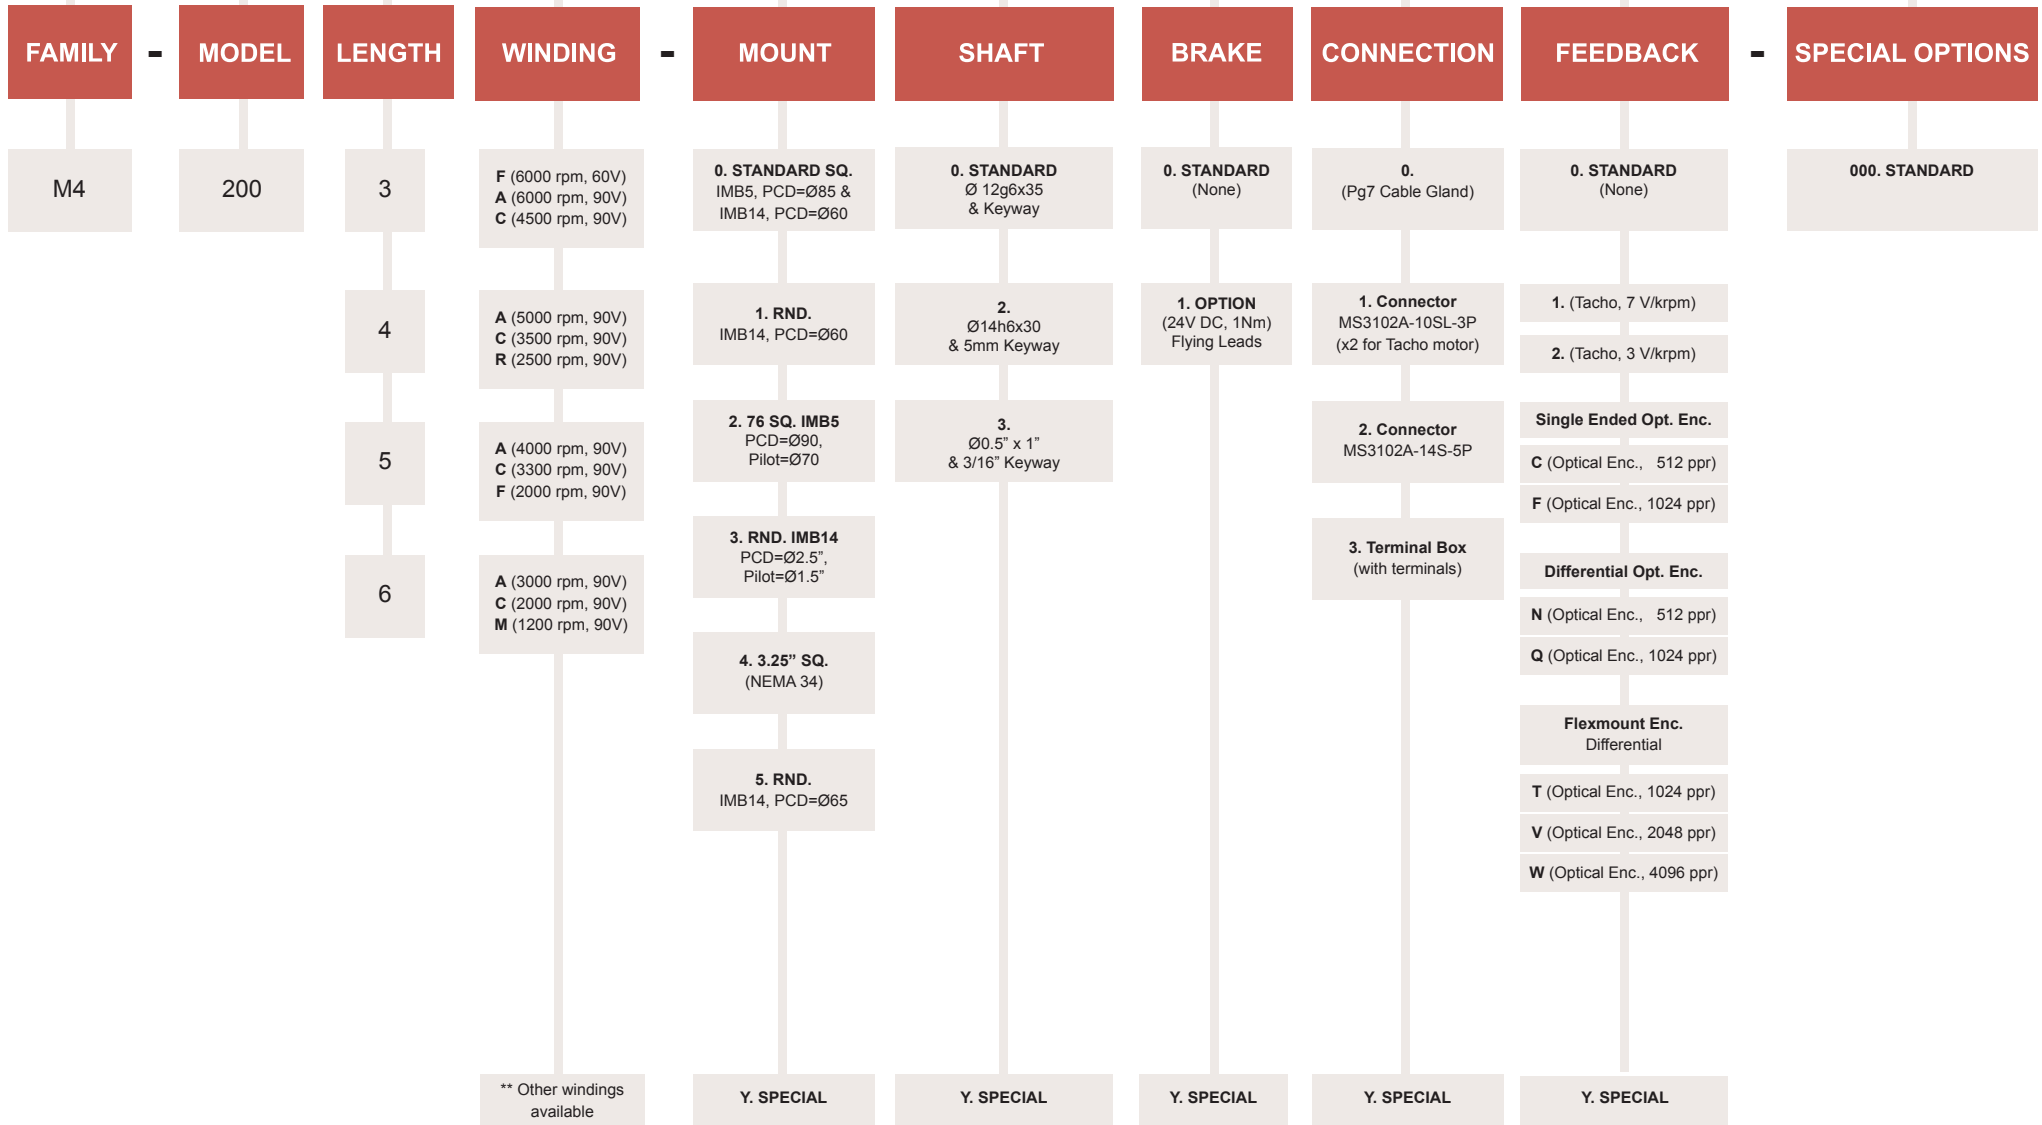 FAMILY - MODEL LENGTH WINDING - MOUNT SHAFT BRAKE CONNECTION FEEDBACK - SPECIAL OPTIONS
M4
200
3
4
5
6
F (6000 rpm, 60V)
A (6000 rpm, 90V)
C (4500 rpm, 90V)
A (5000 rpm, 90V)
C (3500 rpm, 90V)
R (2500 rpm, 90V)
A (4000 rpm, 90V)
C (3300 rpm, 90V)
F (2000 rpm, 90V)
A (3000 rpm, 90V)
C (2000 rpm, 90V)
M (1200 rpm, 90V)
** Other windings
available
0. STANDARD SQ.
IMB5, PCD=Ø85 &
IMB14, PCD=Ø60
1. RND.
IMB14, PCD=Ø60
2. 76 SQ. IMB5
PCD=Ø90,
Pilot=Ø70
3. RND. IMB14
PCD=Ø2.5”,
Pilot=Ø1.5”
4. 3.25” SQ.
(NEMA 34)
5. RND.
IMB14, PCD=Ø65
Y. SPECIAL
0. STANDARD
Ø 12g6x35
& Keyway
2.
Ø14h6x30
& 5mm Keyway
3.
Ø0.5” x 1”
& 3/16” Keyway
Y. SPECIAL
0. STANDARD
(None)
1. OPTION
(24V DC, 1Nm)
Flying Leads
Y. SPECIAL
0.
(Pg7 Cable Gland)
1. Connector
MS3102A-10SL-3P
(x2 for Tacho motor)
2. Connector
MS3102A-14S-5P
3. Terminal Box
(with terminals)
Y. SPECIAL
0. STANDARD
(None)
1. (Tacho, 7 V/krpm)
2. (Tacho, 3 V/krpm)
Single Ended Opt. Enc.
C (Optical Enc., 512 ppr)
F (Optical Enc., 1024 ppr)
Differential Opt. Enc.
N (Optical Enc., 512 ppr)
Q (Optical Enc., 1024 ppr)
Flexmount Enc.
Differential
T (Optical Enc., 1024 ppr)
V (Optical Enc., 2048 ppr)
W (Optical Enc., 4096 ppr)
Y. SPECIAL
000. STANDARD